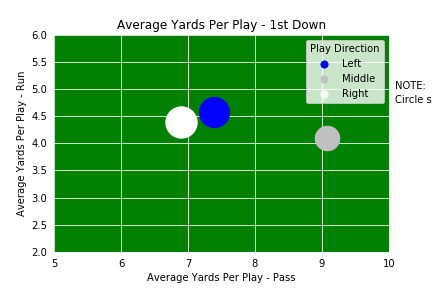 Average Yards Per Play - 1st Down
Average Yards Per Play - Run
6.0
5.5
5.0
4.5
4.0
3.5
3.0
2.5
2.0
Play Direction
Left
Middle
Right
NOTE:
Circle s
5 6 7 8 9 10
Average Yards Per Play - Pass